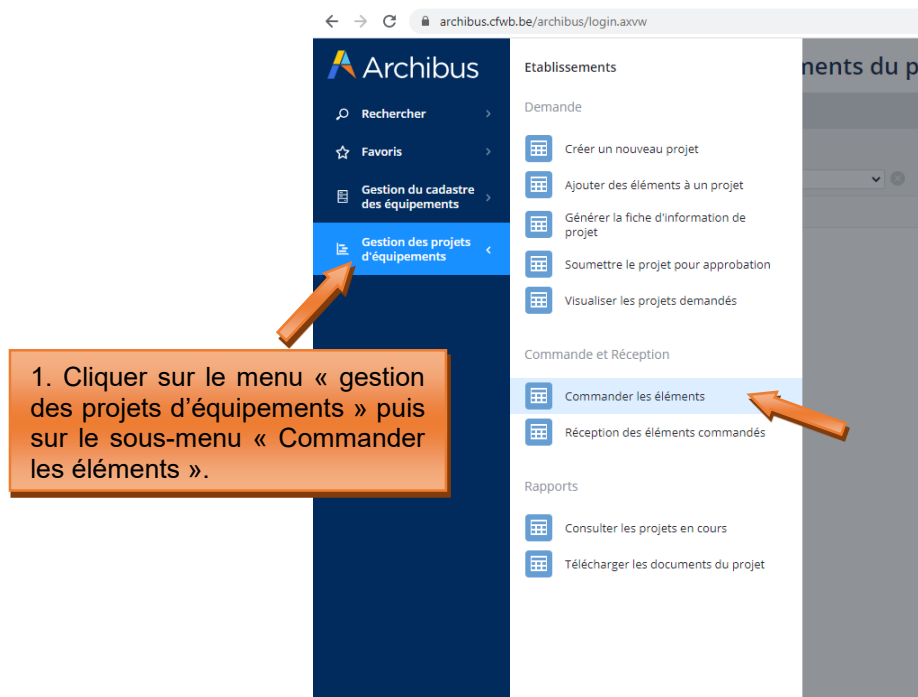 archibus.cfwb.be/archibus/login.axvw
Archibus
Rechercher
Favoris
Gestion du cadastre
des équipements
Gestion des projets
d'équipements
Etablissements
Demande
Créer un nouveau projet
Ajouter des éléments à un projet
Générer la fiche d'information de
projet
Soumettre le projet pour approbation
Visualiser les projets demandés
Commande et Réception
Commander les éléments
Réception des éléments commandés
Rapports
Consulter les projets en cours
Télécharger les documents du projet
ments du p
1. Cliquer sur le menu « gestion
des projets d’équipements » puis
sur le sous-menu « Commander
les éléments ».